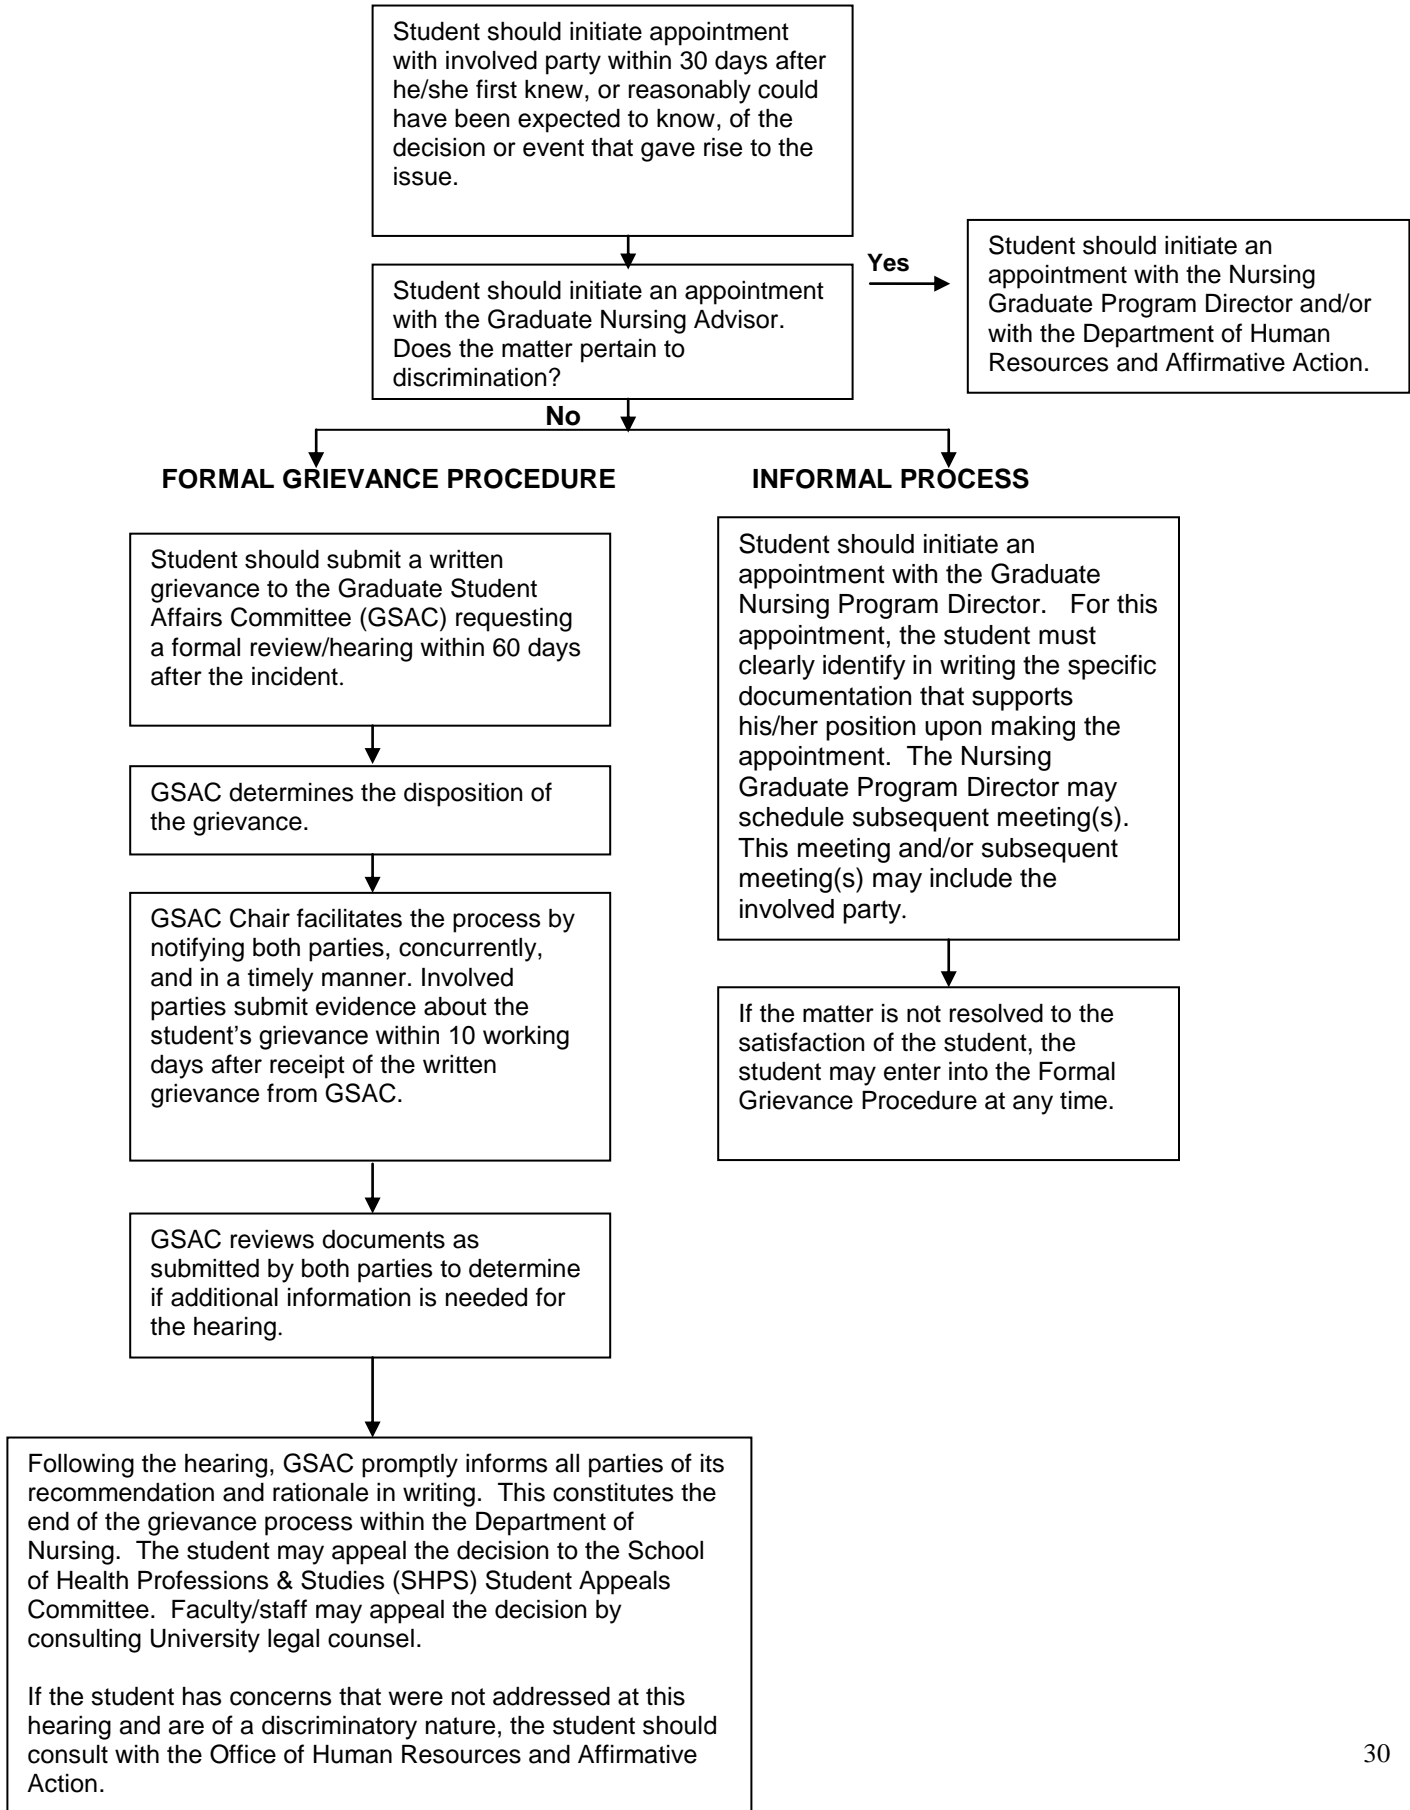 Student should initiate appointment
with involved party within 30 days after
he/she first knew, or reasonably could
have been expected to know, of the
decision or event that gave rise to the
issue.
Yes
Student should initiate an
appointment with the Nursing
Graduate Program Director and/or
with the Department of Human
Resources and Affirmative Action.
Student should initiate an appointment
with the Graduate Nursing Advisor.
Does the matter pertain to
discrimination?
No
FORMAL GRIEVANCE PROCEDURE
INFORMAL PROCESS
Student should submit a written
grievance to the Graduate Student
Affairs Committee (GSAC) requesting
a formal review/hearing within 60 days
after the incident.
GSAC determines the disposition of
the grievance.
GSAC Chair facilitates the process by
notifying both parties, concurrently,
and in a timely manner. Involved
parties submit evidence about the
student’s grievance within 10 working
days after receipt of the written
grievance from GSAC.
GSAC reviews documents as
submitted by both parties to determine
if additional information is needed for
the hearing.
Student should initiate an
appointment with the Graduate
Nursing Program Director.   For this
appointment, the student must
clearly identify in writing the specific
documentation that supports
his/her position upon making the
appointment.  The Nursing
Graduate Program Director may
schedule subsequent meeting(s).
This meeting and/or subsequent
meeting(s) may include the
involved party.
If the matter is not resolved to the
satisfaction of the student, the
student may enter into the Formal
Grievance Procedure at any time.
Following the hearing, GSAC promptly informs all parties of its
recommendation and rationale in writing.  This constitutes the
end of the grievance process within the Department of
Nursing.  The student may appeal the decision to the School
of Health Professions & Studies (SHPS) Student Appeals
Committee.  Faculty/staff may appeal the decision by
consulting University legal counsel.
If the student has concerns that were not addressed at this
hearing and are of a discriminatory nature, the student should
consult with the Office of Human Resources and Affirmative
Action.
30